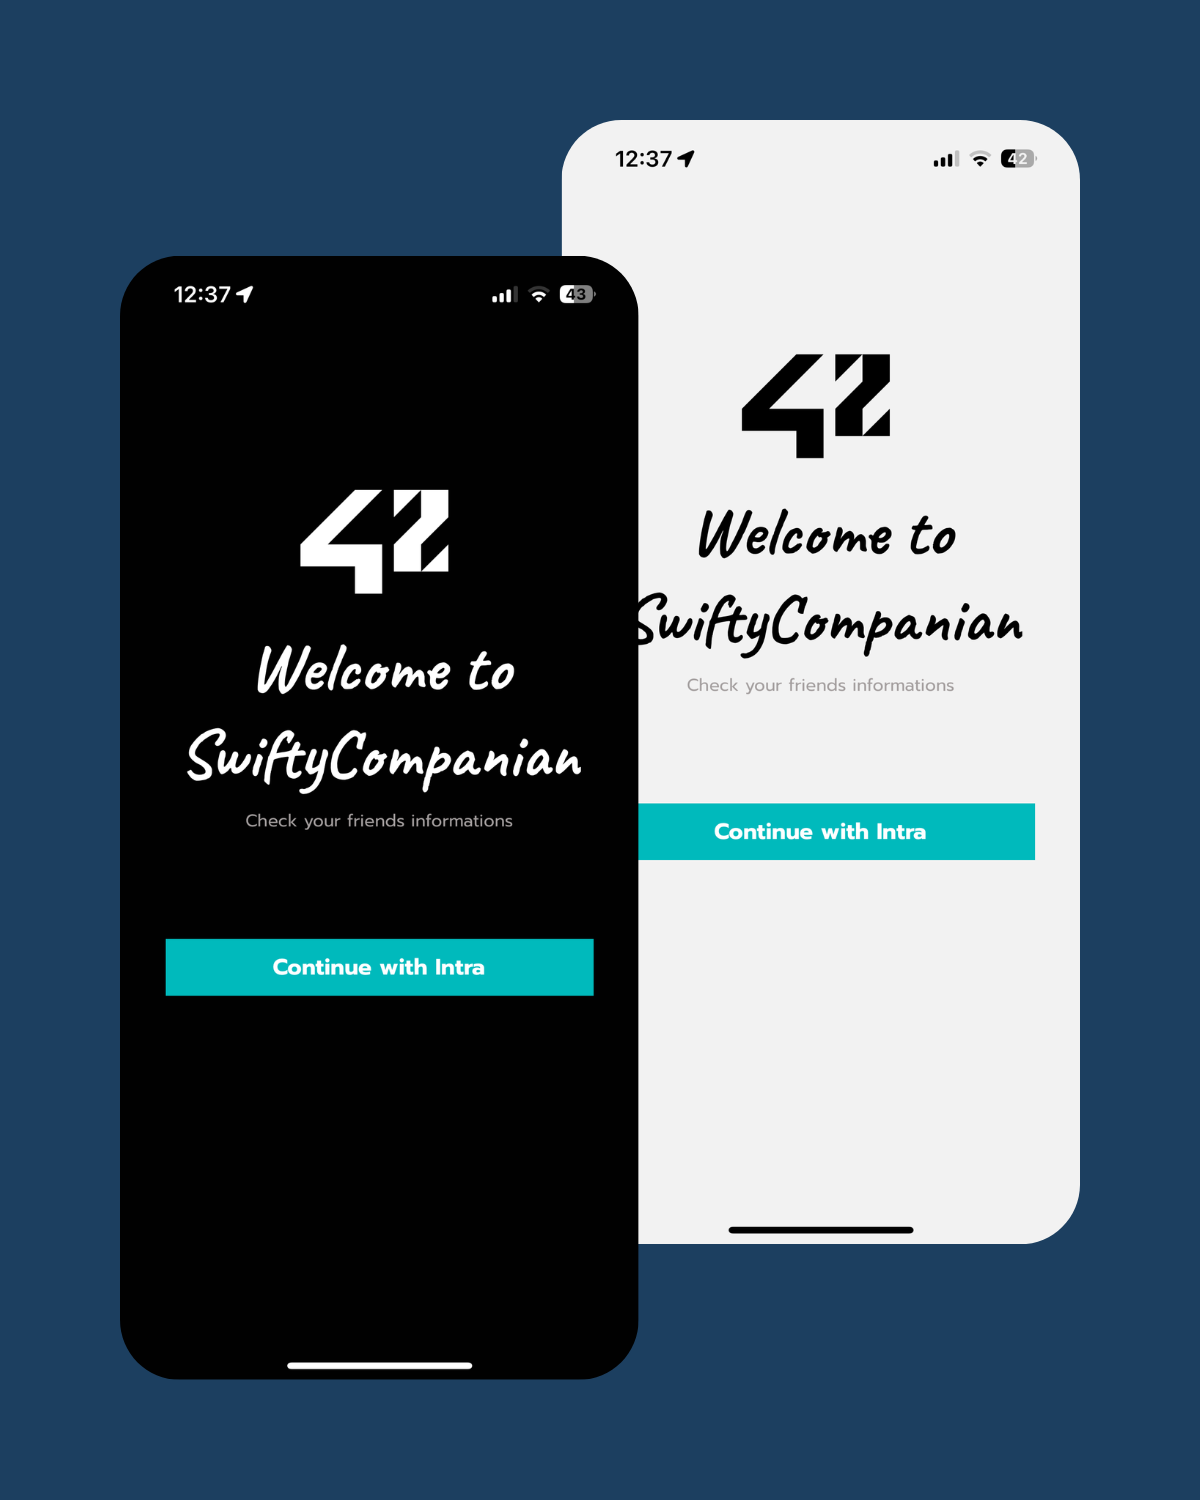 12:37
43
42
Welcome to
SwiftyCompanian
Check your friends informations
Continue with Intra
12:37
42
42
Welcome to
SwiftyCompanian
Check your friends informations
Continue with Intra